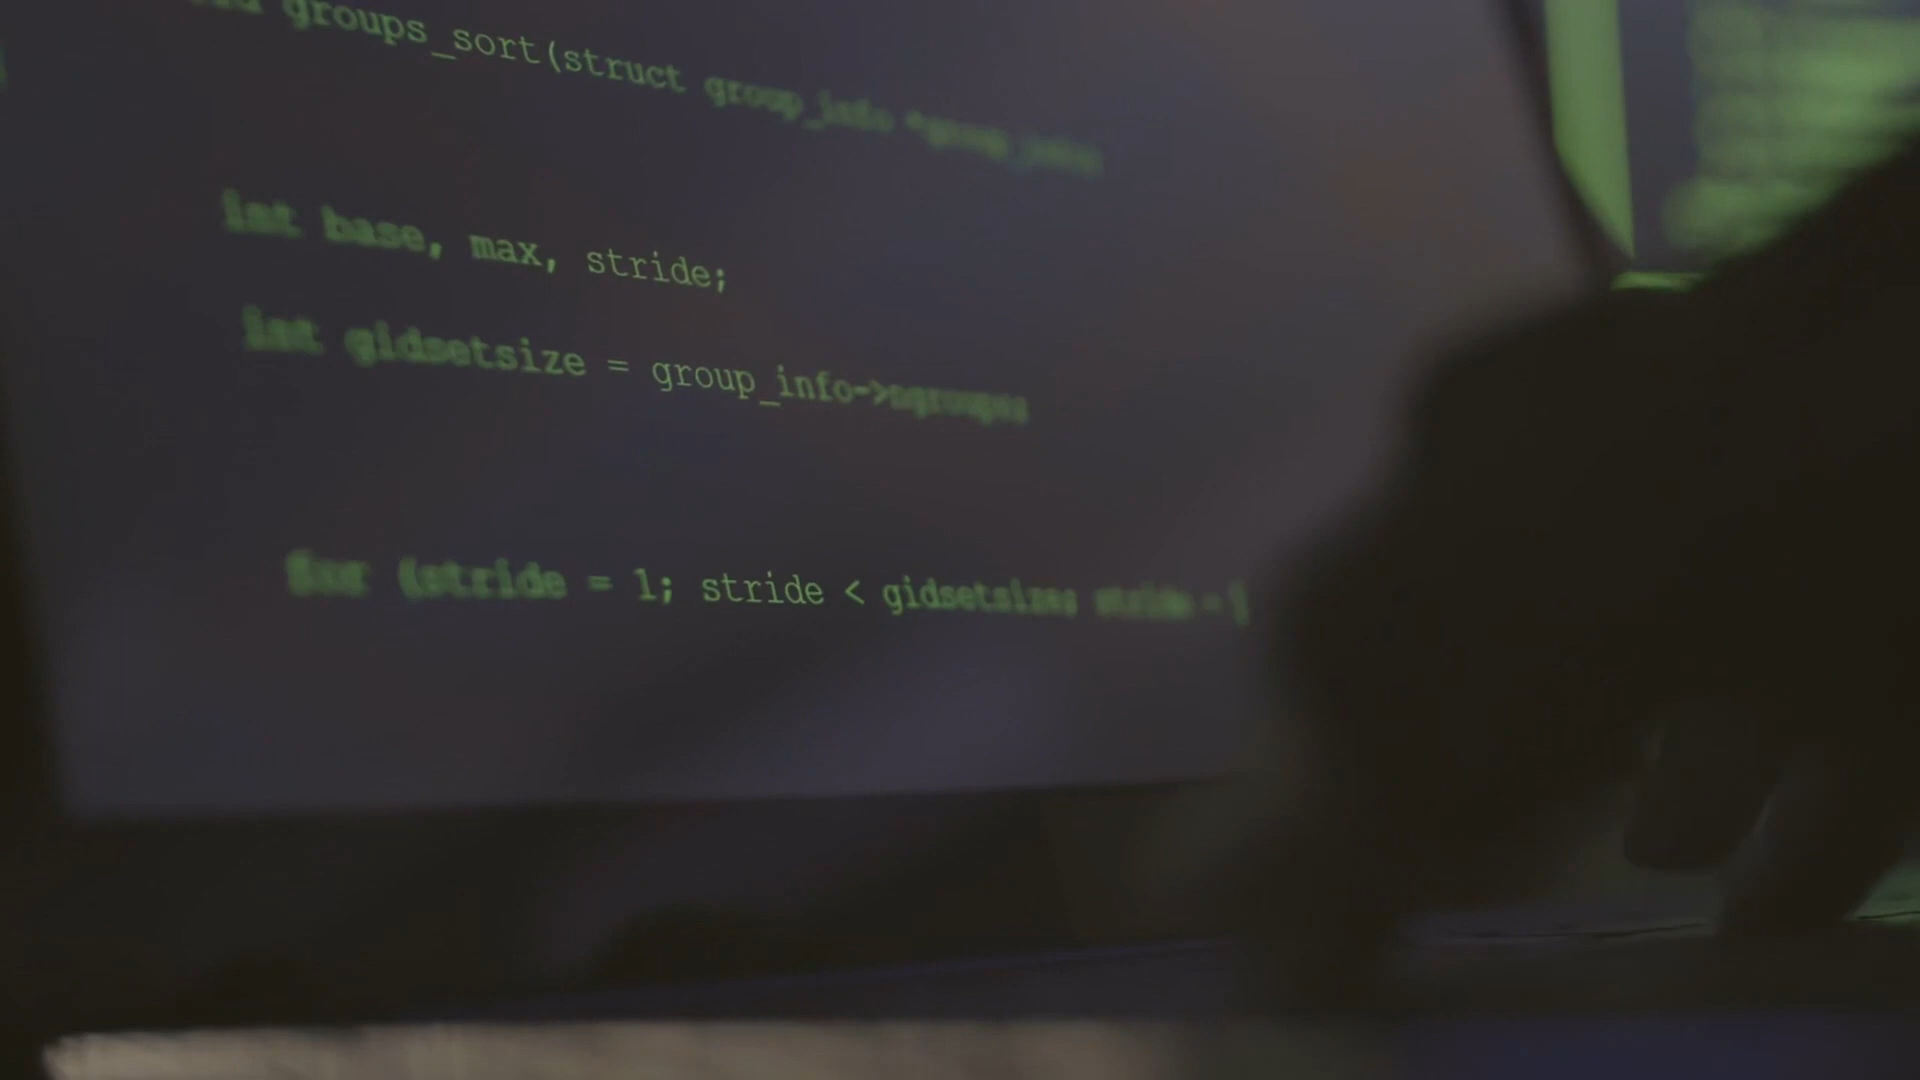 groups_sort(struct group_info *group_info)
int base, max, stride;
int gidsetsize = group_info->ngroups;
for (stride = 1; stride < gidsetsize; stride =